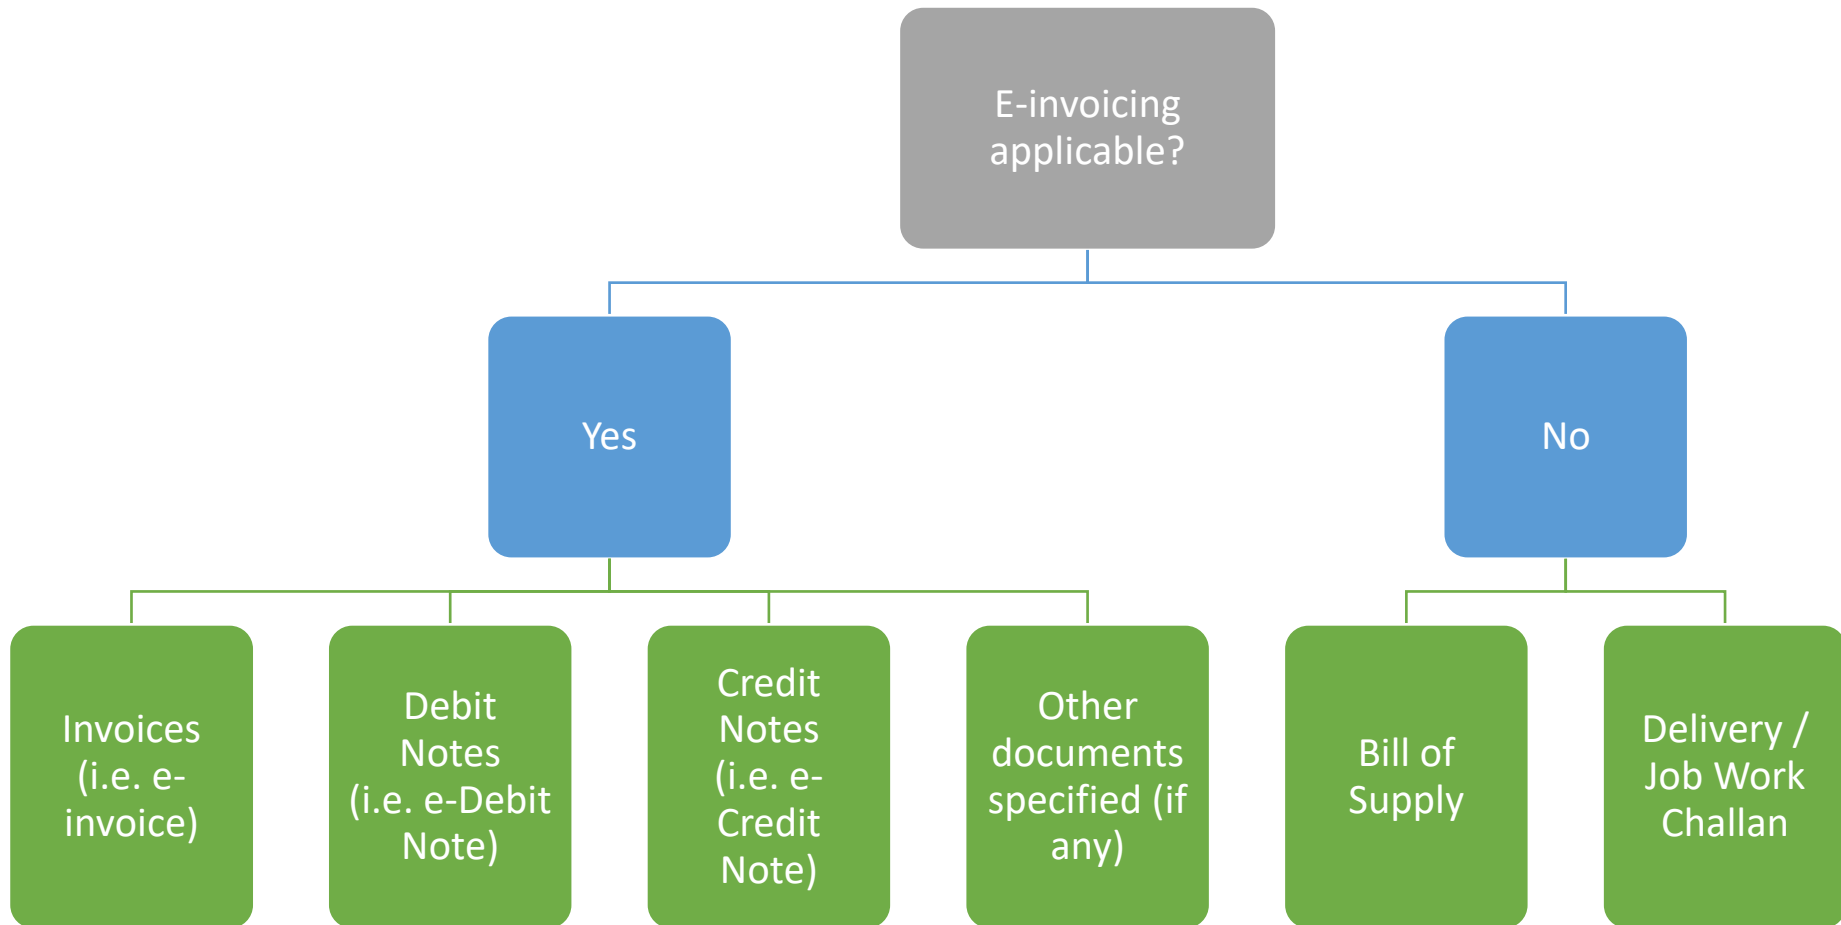 E-invoicing
applicable?
Yes
No
Invoices
(i.e. e-
invoice)
Debit
Notes
(i.e. e-Debit
Note)
Credit
Notes
(i.e. e-
Credit
Note)
Other
documents
specified (if
any)
Bill of
Supply
Delivery /
Job Work
Challan